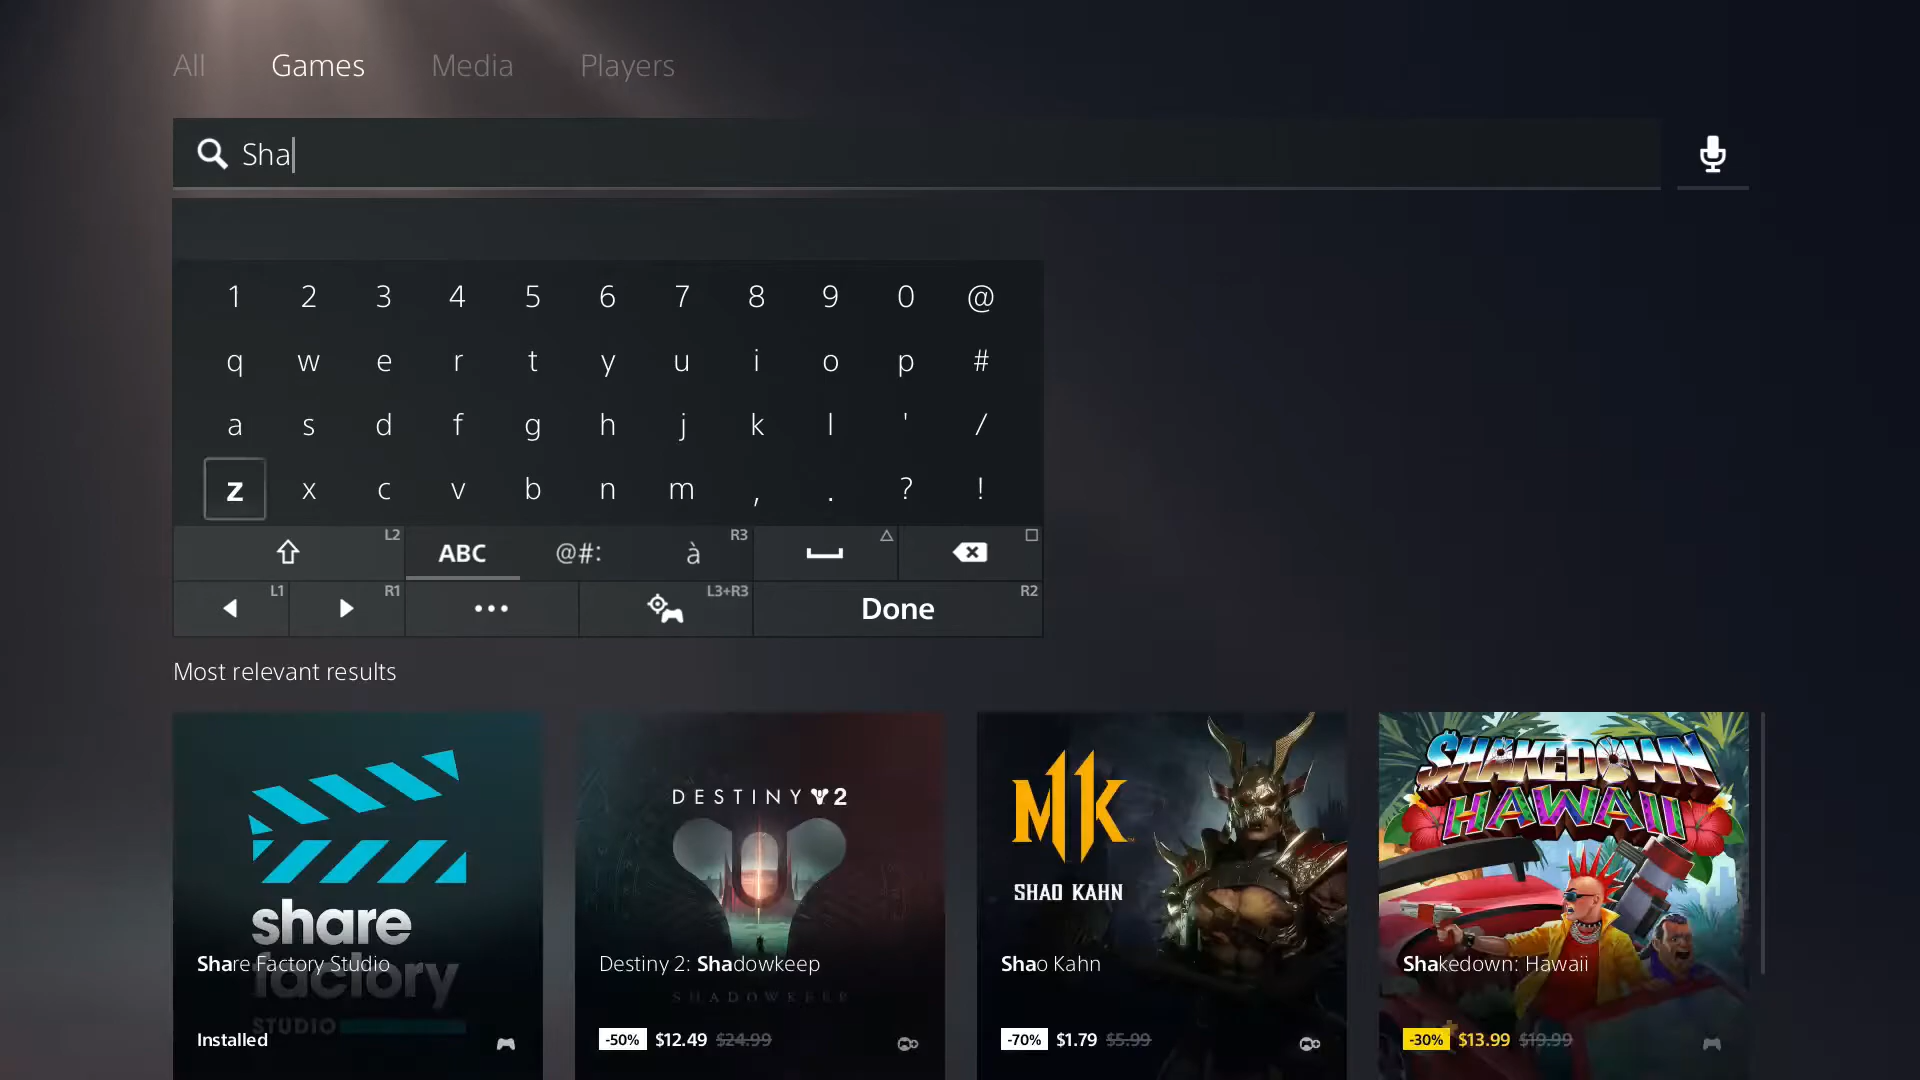 All Games Media Players
Sha
1 2 3 4 5 6 7 8 9 0 @
q w e r t y u i o p #
a s d f g h j k l ' /
z x c v b n m , . ? !
L2 ABC @#: à R3
L1 R1 ••• L3+R3 Done R2
Most relevant results
share
factory
STUDIO
Share Factory Studio
Installed
DESTINY 2
Destiny 2: Shadowkeep
SHADOWKEEP
-50% $12.49 $24.99
MK
SHAO KAHN
Shao Kahn
-70% $1.79 $5.99
SHAKEDOWN
HAWAII
Shakedown: Hawaii
-30% $13.99 $19.99